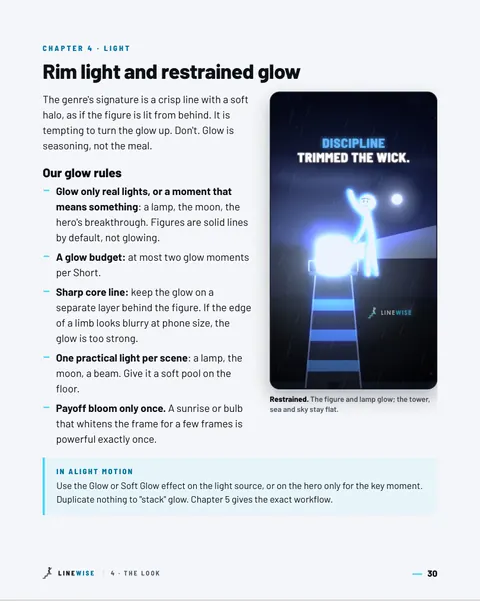 CHAPTER 4 · LIGHT
Rim light and restrained glow
The genre's signature is a crisp line with a soft
halo, as if the figure is lit from behind. It is
tempting to turn the glow up. Don't. Glow is
seasoning, not the meal.
Our glow rules
– Glow only real lights, or a moment that
means something: a lamp, the moon, the
hero's breakthrough. Figures are solid lines
by default, not glowing.
– A glow budget: at most two glow moments
per Short.
– Sharp core line: keep the glow on a
separate layer behind the figure. If the edge
of a limb looks blurry at phone size, the
glow is too strong.
– One practical light per scene: a lamp, the
moon, a beam. Give it a soft pool on the
floor.
– Payoff bloom only once. A sunrise or bulb
that whitens the frame for a few frames is
powerful exactly once.
DISCIPLINE
TRIMMED THE WICK.
LINEWISE
Restrained. The figure and lamp glow; the tower,
sea and sky stay flat.
IN ALIGHT MOTION
Use the Glow or Soft Glow effect on the light source, or on the hero only for the key moment.
Duplicate nothing to "stack" glow. Chapter 5 gives the exact workflow.
LINEWISE | 4 · THE LOOK
— 30